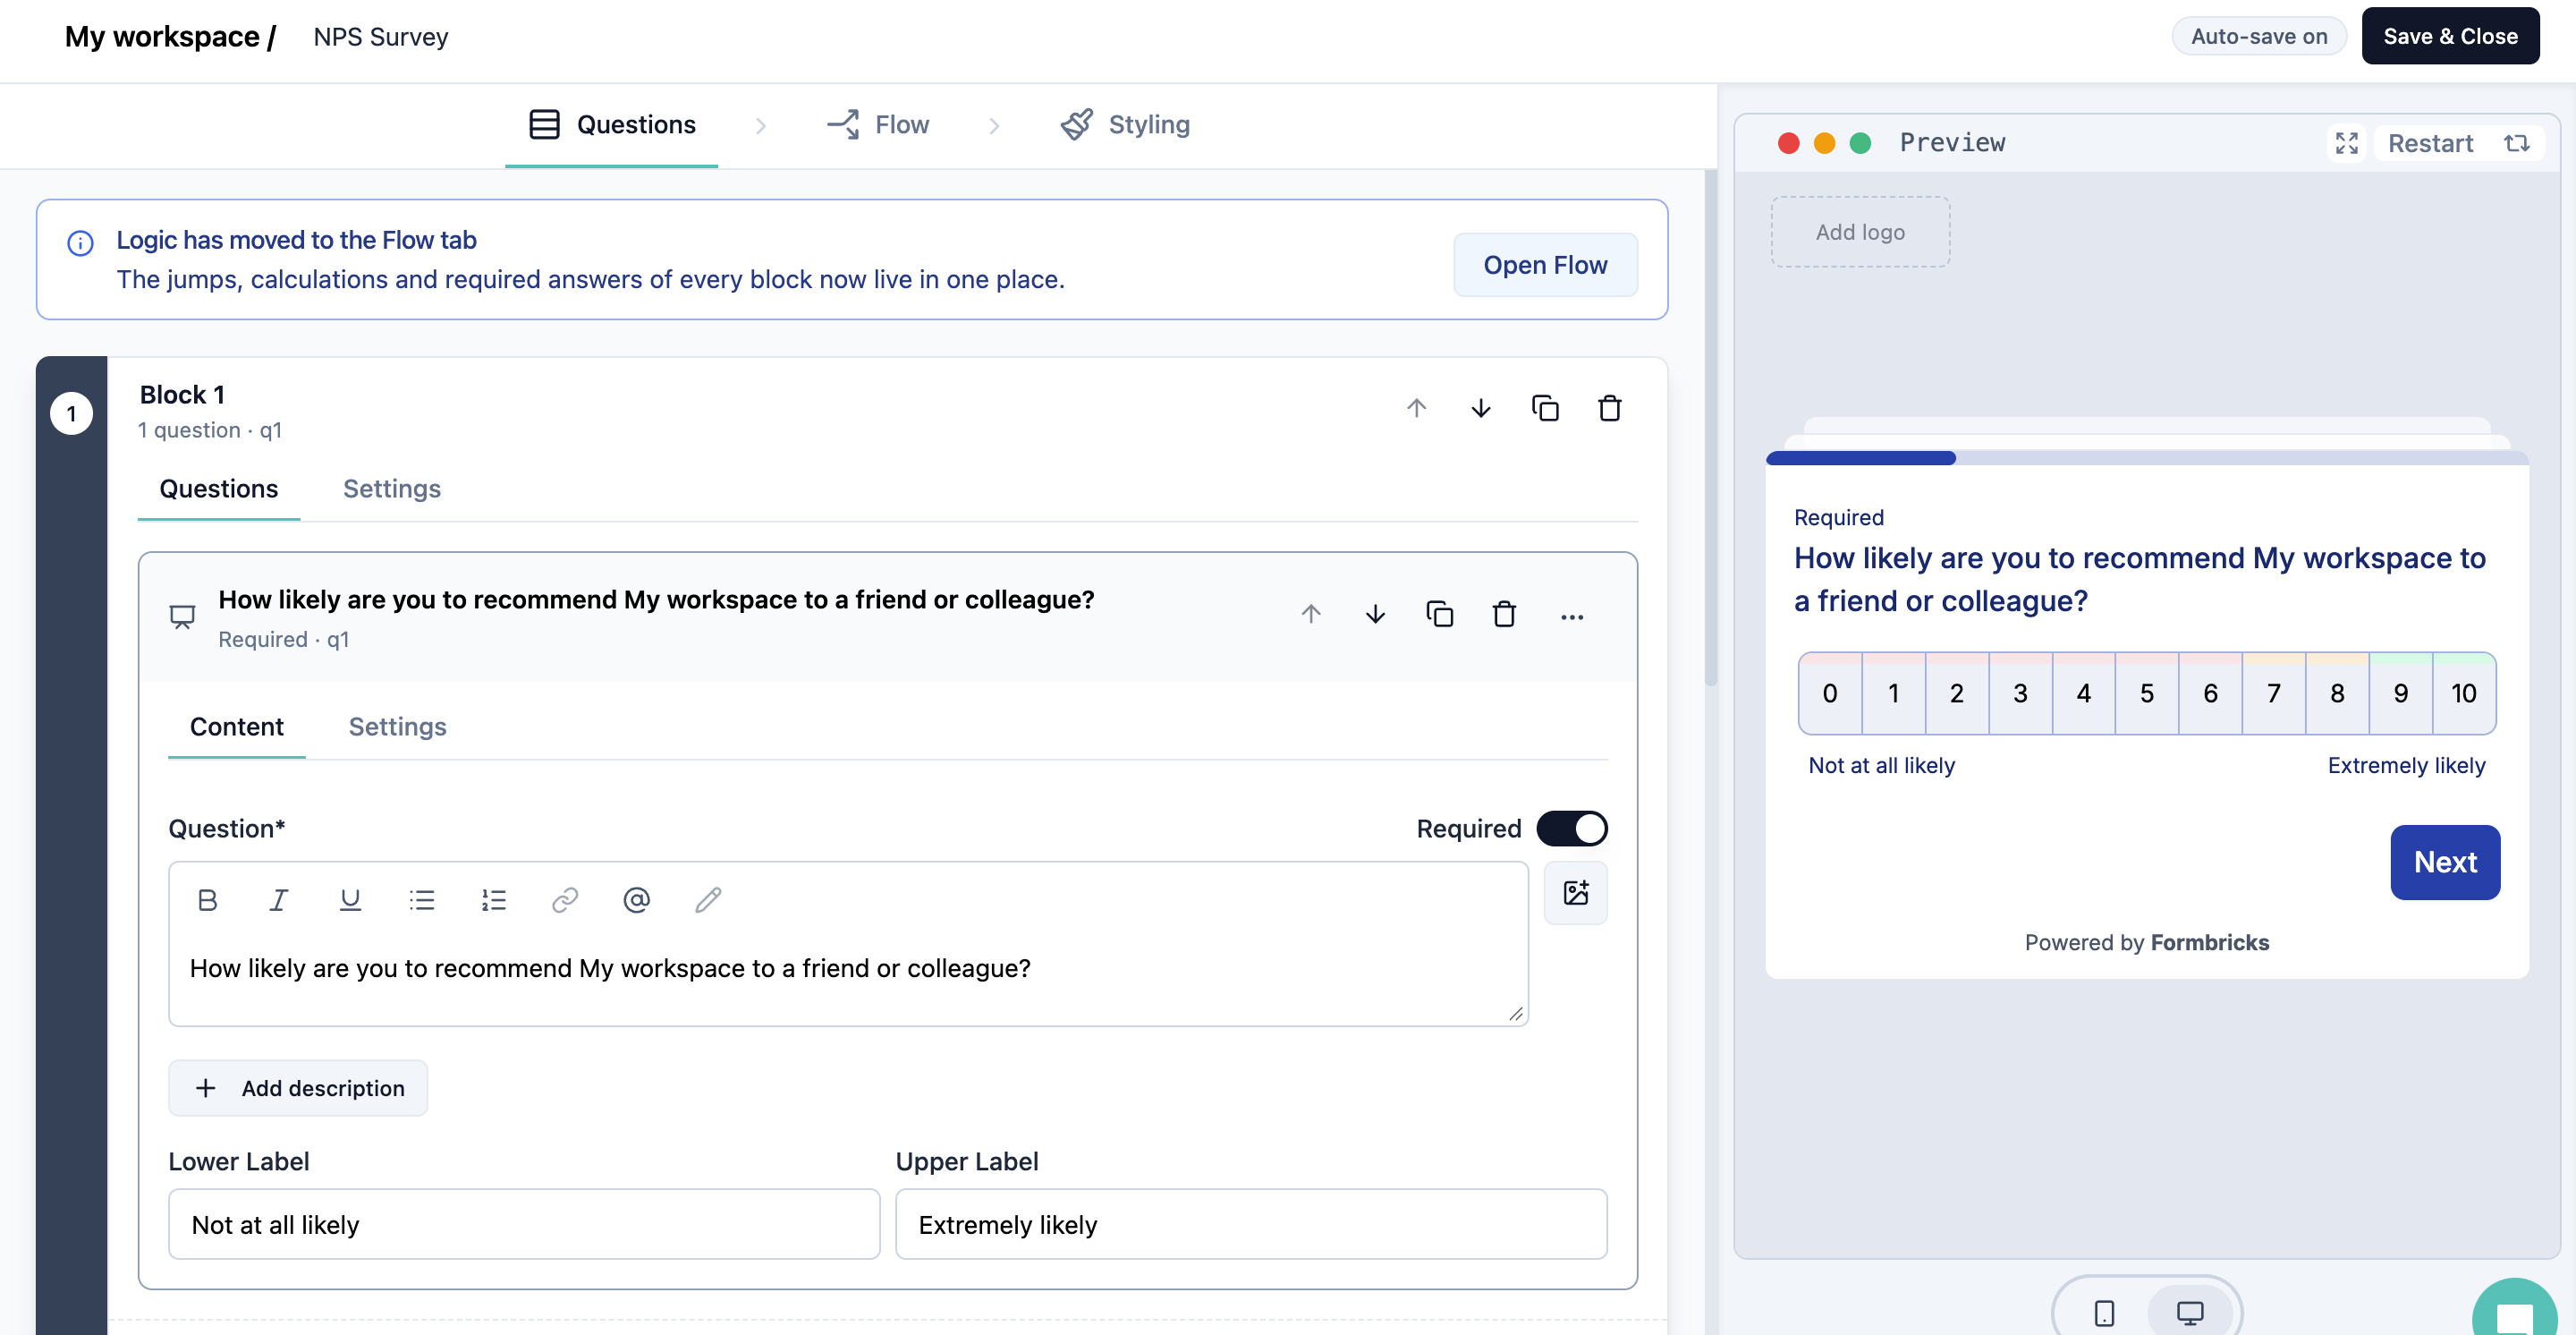 My workspace / NPS Survey
Auto-save on
Save & Close
Questions
Flow
Styling
Logic has moved to the Flow tab
The jumps, calculations and required answers of every block now live in one place.
Open Flow
1
Block 1
1 question · q1
Questions
Settings
How likely are you to recommend My workspace to a friend or colleague?
Required · q1
Content
Settings
Question*
Required
How likely are you to recommend My workspace to a friend or colleague?
Add description
Lower Label
Upper Label
Not at all likely
Extremely likely
Preview
Restart
Add logo
Required
How likely are you to recommend My workspace to
a friend or colleague?
0 1 2 3 4 5 6 7 8 9 10
Not at all likely
Extremely likely
Next
Powered by Formbricks